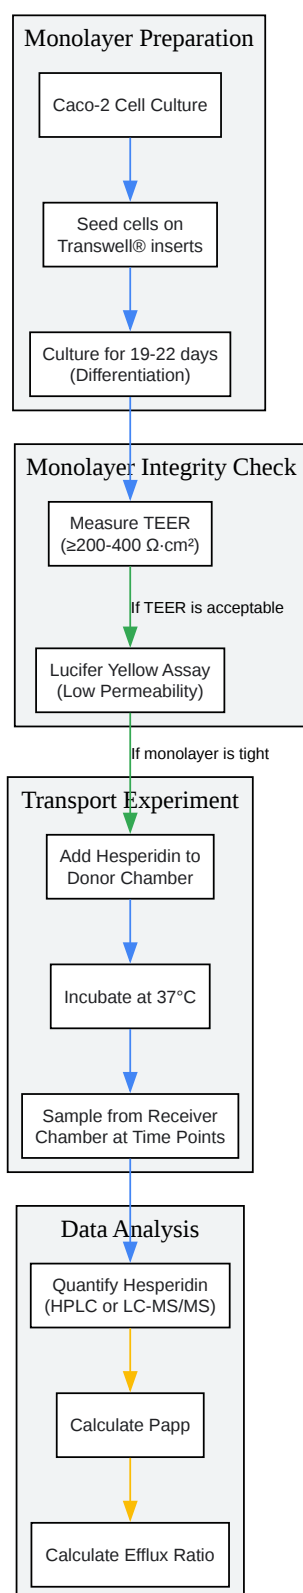 Monolayer Preparation
Caco-2 Cell Culture
Seed cells on
Transwell® inserts
Culture for 19-22 days
(Differentiation)
Monolayer Integrity Check
Measure TEER
(≥200-400 Ω·cm²)
If TEER is acceptable
Lucifer Yellow Assay
(Low Permeability)
If monolayer is tight
Transport Experiment
Add Hesperidin to
Donor Chamber
Incubate at 37°C
Sample from Receiver
Chamber at Time Points
Data Analysis
Quantify Hesperidin
(HPLC or LC-MS/MS)
Calculate Papp
Calculate Efflux Ratio